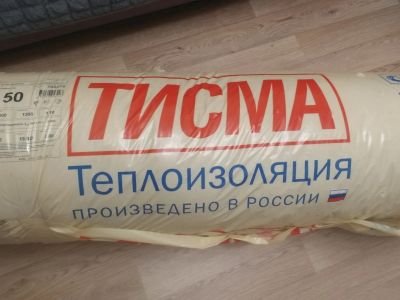 50
ТИСМА
Теплоизоляция
ПРОИЗВЕДЕНО В РОССИИ